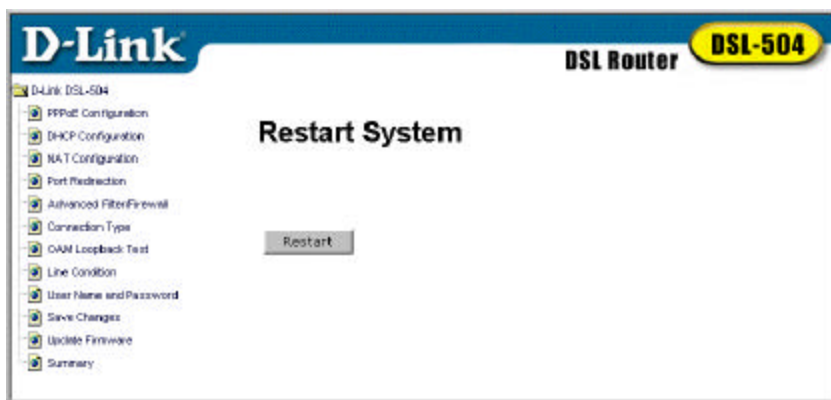 D-Link
DSL Router
DSL-504
D-Link DSL-504
PPPoE Configuration
DHCP Configuration
NAT Configuration
Port Redirection
Advanced Filter/Firewall
Connection Type
OAM Loopback Test
Line Condition
User Name and Password
Save Changes
Update Firmware
Summary
Restart System
Restart